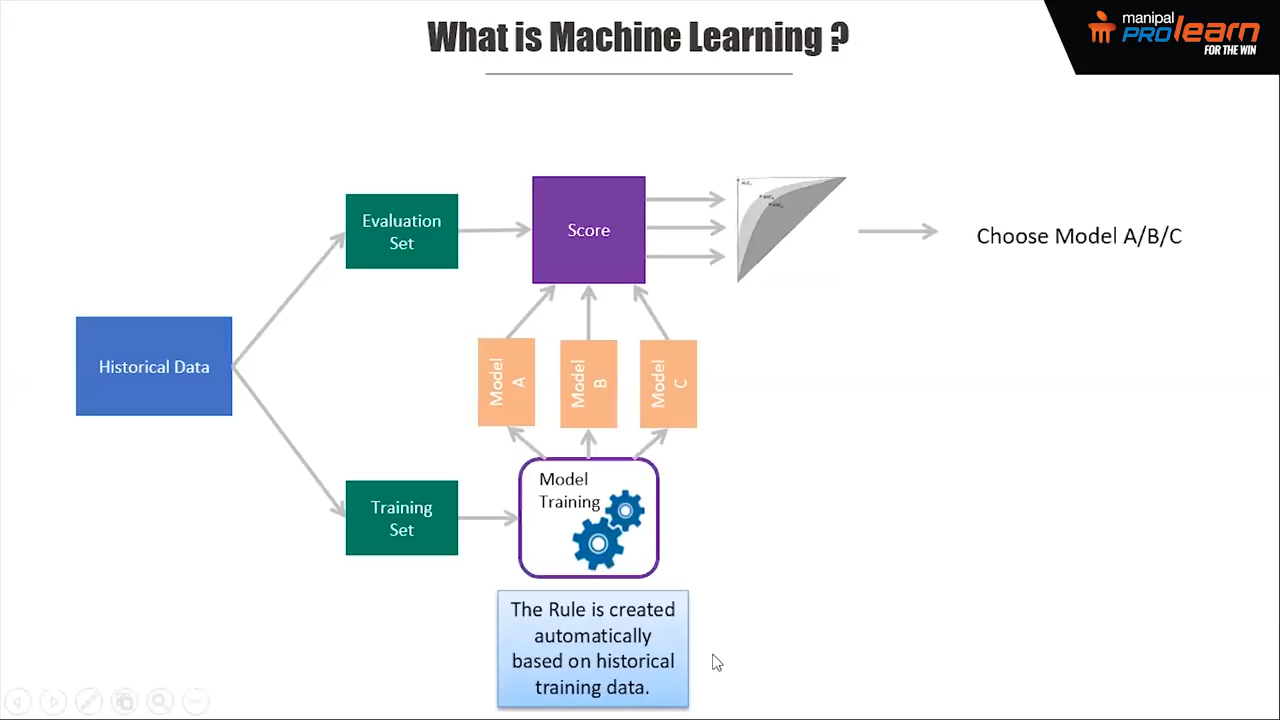 What is Machine Learning ?
manipal
PROlearn
FOR THE WIN
Evaluation
Set
Score
Choose Model A/B/C
Historical Data
Model
A
Model
B
Model
C
Training
Set
Model
Training
The Rule is created
automatically
based on historical
training data.